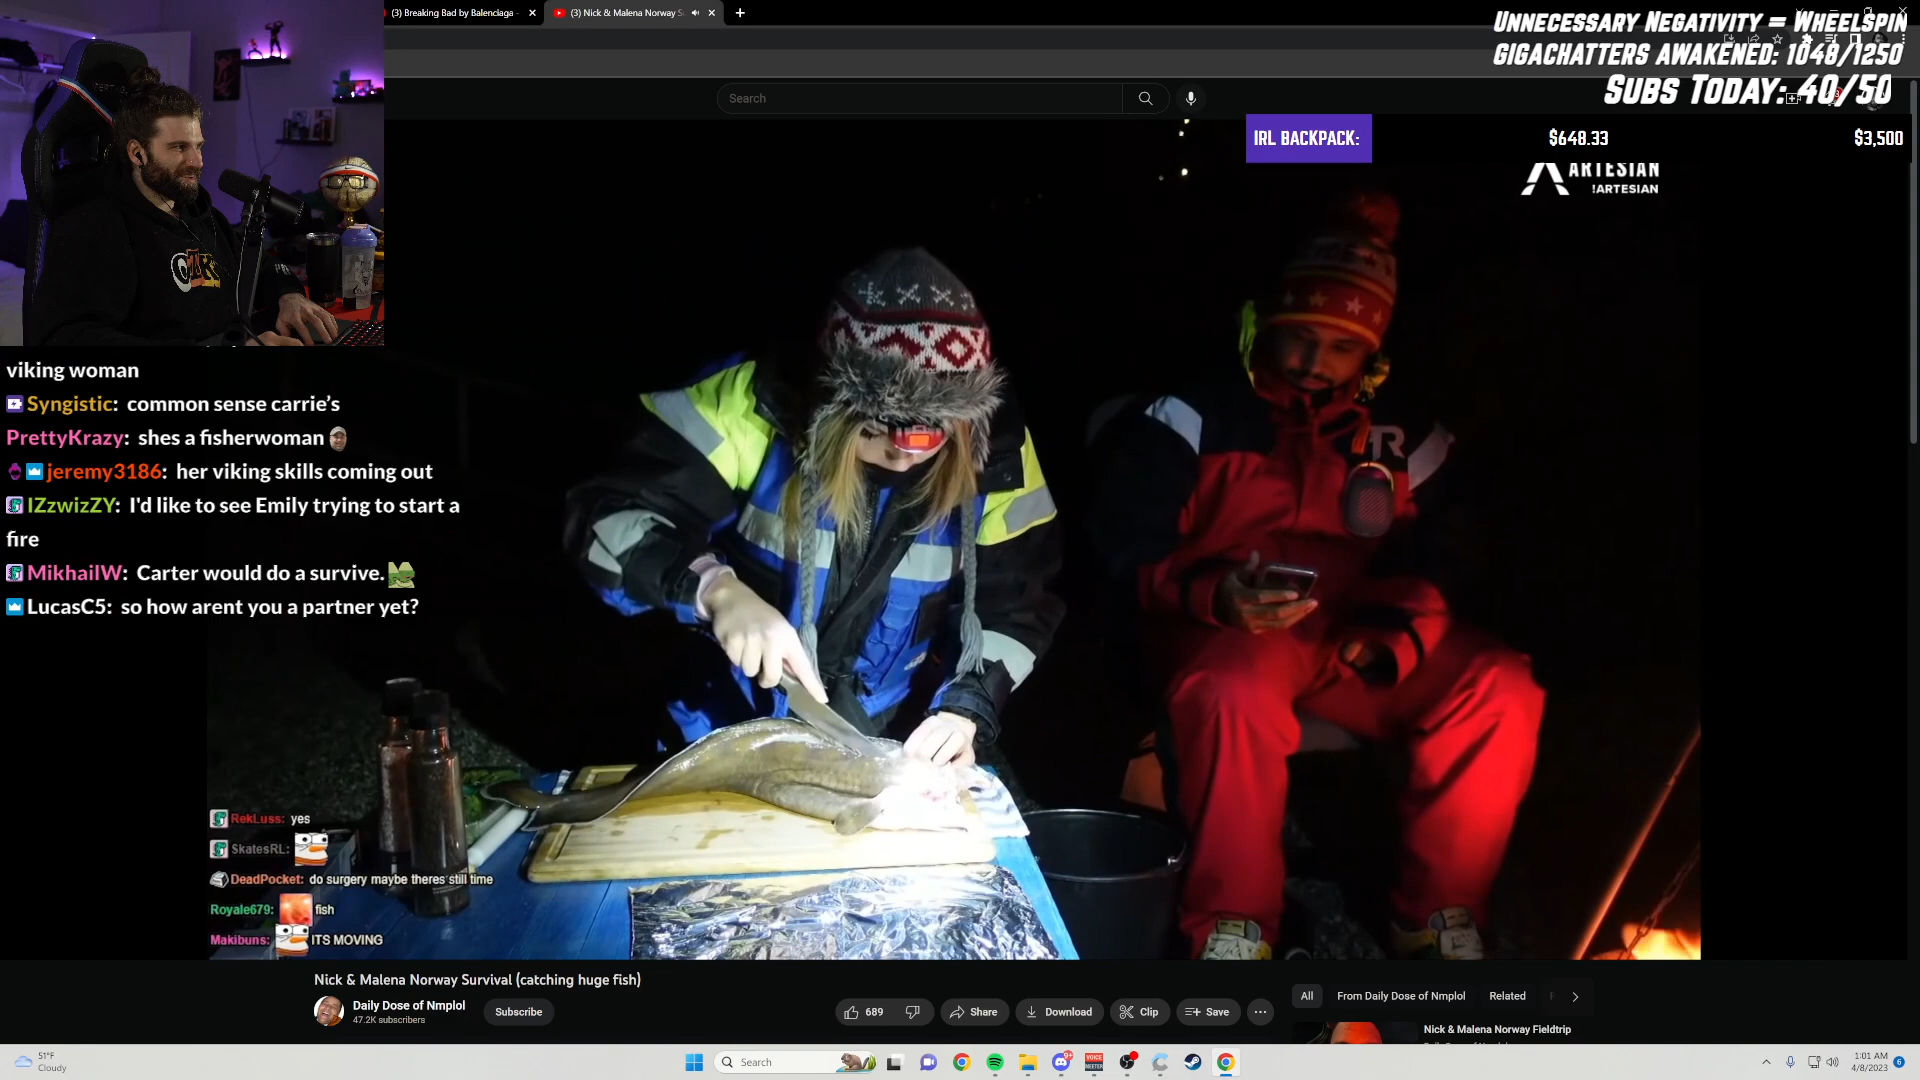 (3) Breaking Bad by Balenciaga -
(3) Nick & Malena Norway S
UNNECESSARY NEGATIVITY = WHEELSPIN
GIGACHATTERS AWAKENED: 1048/1250
SUBS TODAY: 40/50
Search
IRL BACKPACK: $648.33 $3,500
ARTESIAN
!ARTESIAN
viking woman
Syngistic: common sense carrie's
PrettyKrazy: shes a fisherwoman
jeremy3186: her viking skills coming out
IZzwizZY: I'd like to see Emily trying to start a
fire
MikhailW: Carter would do a survive.
LucasC5: so how arent you a partner yet?
RekLuss: yes
SkatesRL:
DeadPocket: do surgery maybe theres still time
Royale679: fish
Makibuns: ITS MOVING
Nick & Malena Norway Survival (catching huge fish)
Daily Dose of Nmplol
47.2K subscribers
Subscribe
689
Share
Download
Clip
Save
All
From Daily Dose of Nmplol
Related
Nick & Malena Norway Fieldtrip
51°F
Cloudy
Search
9+
VOICE
MEETER
1:01 AM
4/8/2023
6